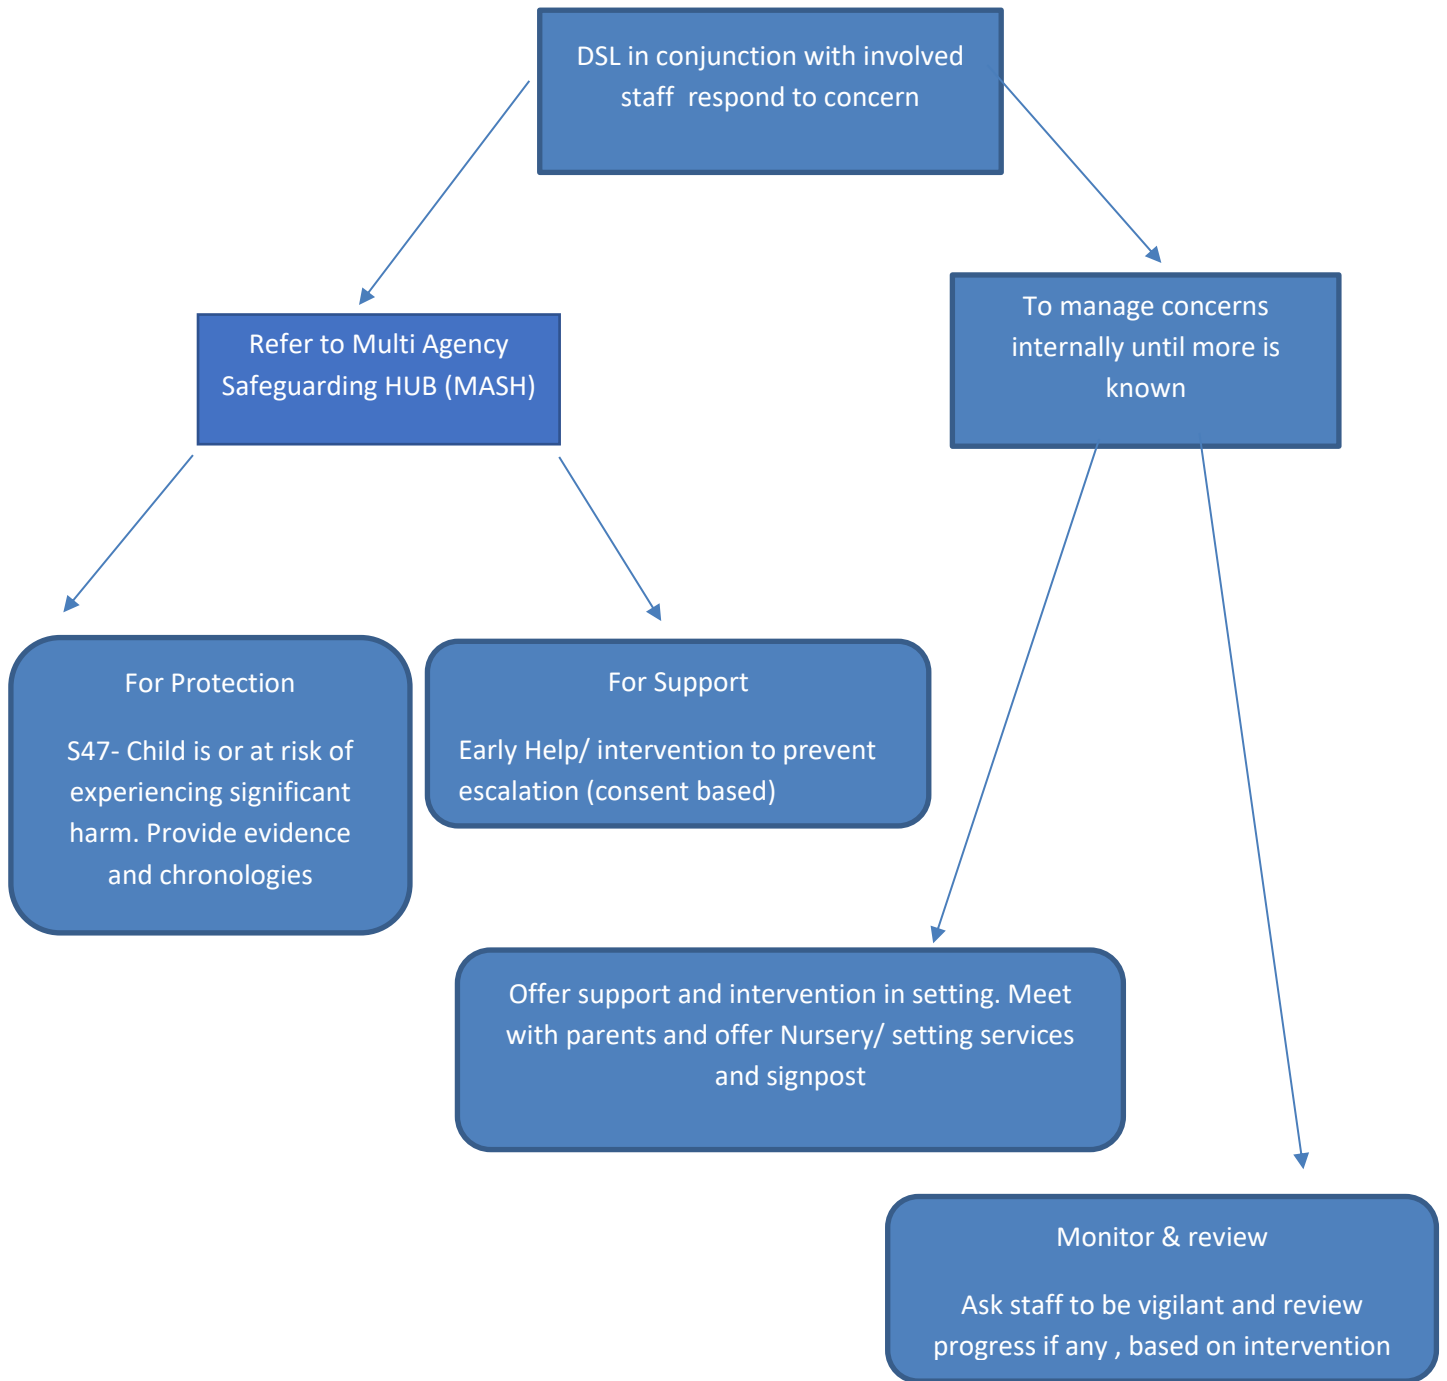 DSL in conjunction with involved
staff  respond to concern
Refer to Multi Agency
Safeguarding HUB (MASH)
To manage concerns
internally until more is
known
For Protection
S47- Child is or at risk of
experiencing significant
harm. Provide evidence
and chronologies
For Support
Early Help/ intervention to prevent
escalation (consent based)
Offer support and intervention in setting. Meet
with parents and offer Nursery/ setting services
and signpost
Monitor & review
Ask staff to be vigilant and review
progress if any , based on intervention